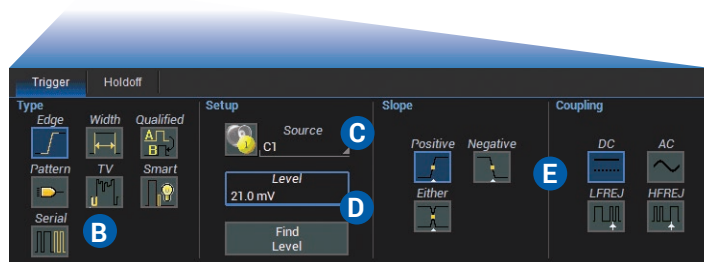 Trigger Holdoff
Type Setup Slope Coupling
Edge Width Qualified
A
B
Source
C1
1
C
Positive Negative
DC AC
Pattern TV Smart
U
Level
21.0 mV
D
Either
E
LFREJ HFREJ
Serial
B
Find
Level